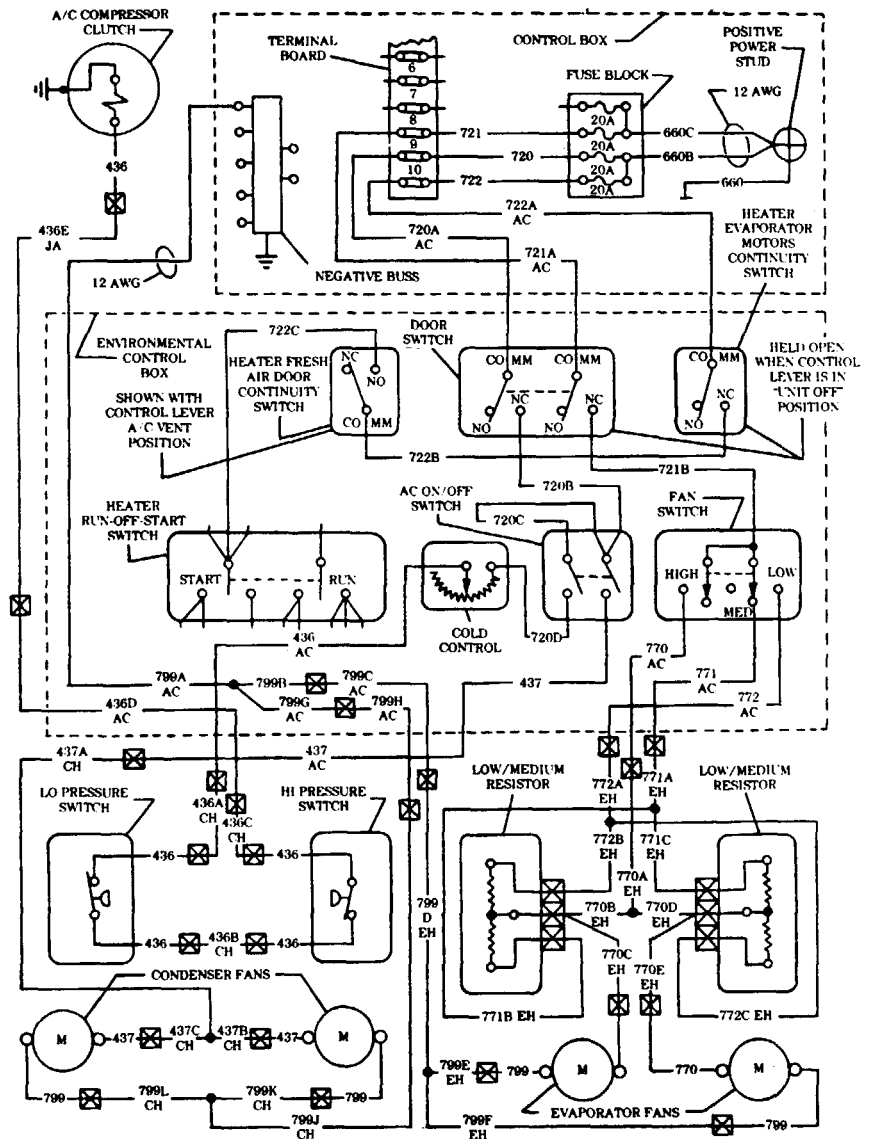 A/C COMPRESSOR
CLUTCH
TERMINAL
BOARD
CONTROL BOX
POSITIVE
POWER
STUD
6
7
8
9
10
FUSE BLOCK
20A
20A
20A
20A
12 AWG
721
720
722
660C
660B
660
436
436E
JA
12 AWG
NEGATIVE BUSS
722A
AC
720A
AC
721A
AC
HEATER
EVAPORATOR
MOTORS
CONTINUITY
SWITCH
ENVIRONMENTAL
CONTROL
BOX
722C
HEATER FRESH
AIR DOOR
CONTINUITY
SWITCH
DOOR
SWITCH
HELD OPEN
WHEN CONTROL
LEVER IS IN
"UNIT OFF"
POSITION
SHOWN WITH
CONTROL LEVER
A/C VENT
POSITION
NC
NO
CO MM
CO MM
CO MM
NO
NC
NO
NC
CO MM
NO
NC
722B
721B
720B
HEATER
RUN-OFF-START
SWITCH
AC ON/OFF
SWITCH
720C
FAN
SWITCH
START
RUN
HIGH
LOW
MED
COLD
CONTROL
436
AC
720D
437
770
AC
771
AC
772
AC
799A
AC
799B
799C
AC
799G
AC
799H
AC
436D
AC
437A
CH
437
AC
LO PRESSURE
SWITCH
436A
CH
436C
CH
HI PRESSURE
SWITCH
LOW/MEDIUM
RESISTOR
772A
EH
771A
EH
LOW/MEDIUM
RESISTOR
772B
EH
771C
EH
436
436
770A
EH
799
D
EH
770B
EH
770D
EH
436
436B
CH
436
770C
EH
770E
EH
771B EH
772C EH
CONDENSER FANS
M
437
437C
CH
437B
CH
437
M
799E
EH
799
M
770
M
799
799L
CH
799K
CH
799
799J
CH
EVAPORATOR FANS
799F
EH
799